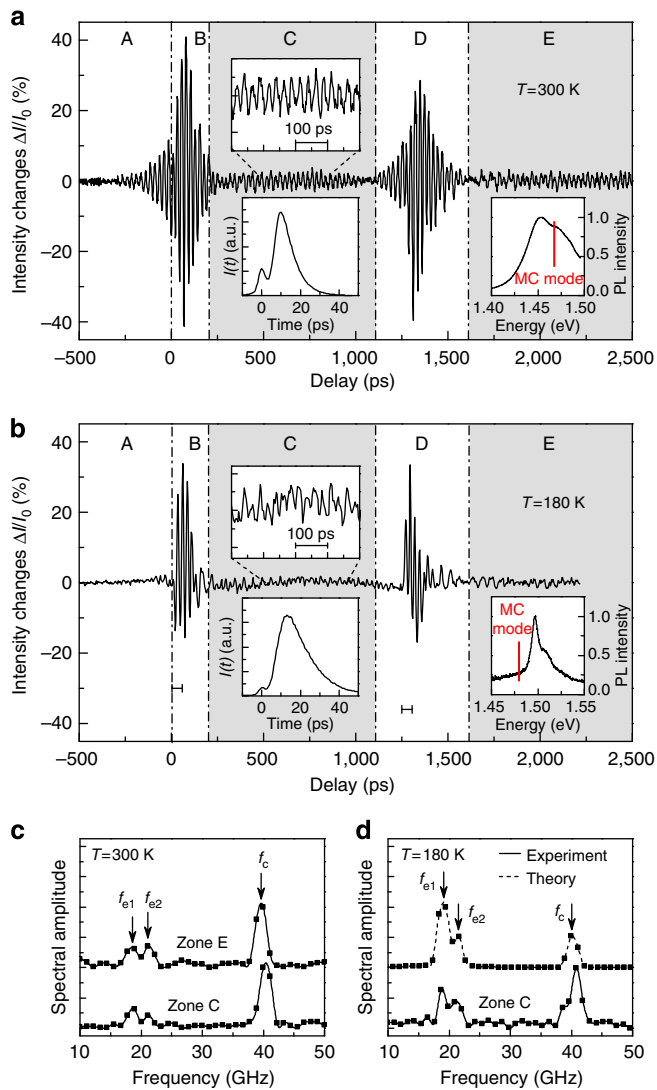 a
40
20
0
−20
−40
Intensity changes ΔI/I0 (%)
A
B
C
D
E
T=300 K
100 ps
I(t) (a.u.)
0
20
40
Time (ps)
1.0
0.5
0.0
PL intensity
MC mode
1.40
1.45
1.50
Energy (eV)
−500
0
500
1,000
1,500
2,000
2,500
Delay (ps)
b
40
20
0
−20
−40
Intensity changes ΔI/I0 (%)
A
B
C
D
E
T=180 K
100 ps
I(t) (a.u.)
0
20
40
Time (ps)
MC
mode
1.0
0.5
0.0
PL intensity
1.45
1.50
1.55
Energy (eV)
−500
0
500
1,000
1,500
2,000
2,500
Delay (ps)
c
T=300 K
fe1
fe2
fc
Zone E
Zone C
Spectral amplitude
10
20
30
40
50
Frequency (GHz)
d
T=180 K
Experiment
Theory
fe1
fe2
fc
Zone C
Spectral amplitude
10
20
30
40
50
Frequency (GHz)